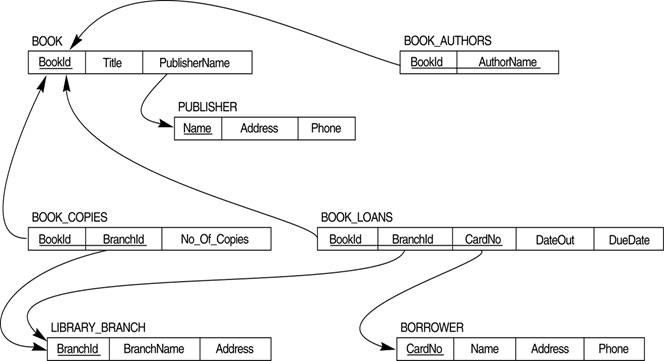 BOOK
BookId Title PublisherName
BOOK_AUTHORS
BookId AuthorName
PUBLISHER
Name Address Phone
BOOK_COPIES
BookId BranchId No_Of_Copies
BOOK_LOANS
BookId BranchId CardNo DateOut DueDate
LIBRARY_BRANCH
BranchId BranchName Address
BORROWER
CardNo Name Address Phone